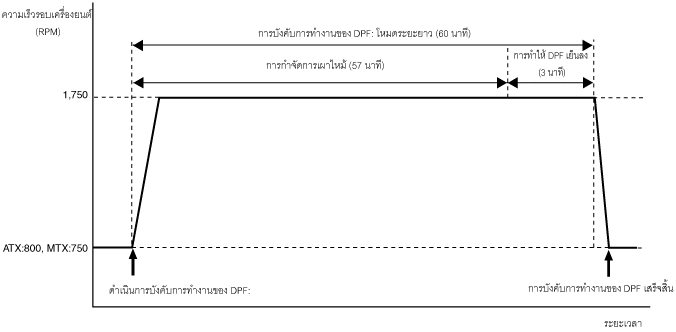 ความเร็วรอบเครื่องยนต์
(RPM)
การบังคับการทำงานของ DPF: โหมดระยะยาว (60 นาที)
การกำจัดการเผาไหม้ (57 นาที)
การทำให้ DPF เย็นลง
(3 นาที)
1,750
ATX:800, MTX:750
ดำเนินการบังคับการทำงานของ DPF:
การบังคับการทำงานของ DPF เสร็จสิ้น
ระยะเวลา